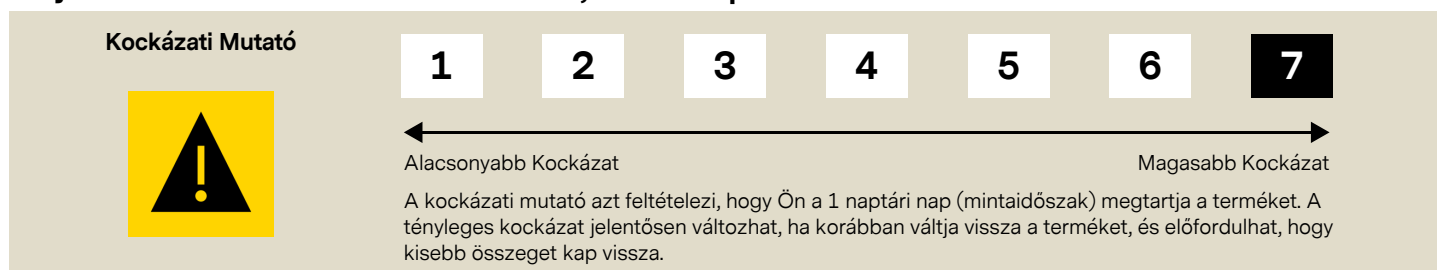 Kockázati Mutató
1 2 3 4 5 6 7
Alacsonyabb Kockázat Magasabb Kockázat
A kockázati mutató azt feltételezi, hogy Ön a 1 naptári nap (mintaidőszak) megtartja a terméket. A
tényleges kockázat jelentősen változhat, ha korábban váltja vissza a terméket, és előfordulhat, hogy
kisebb összeget kap vissza.